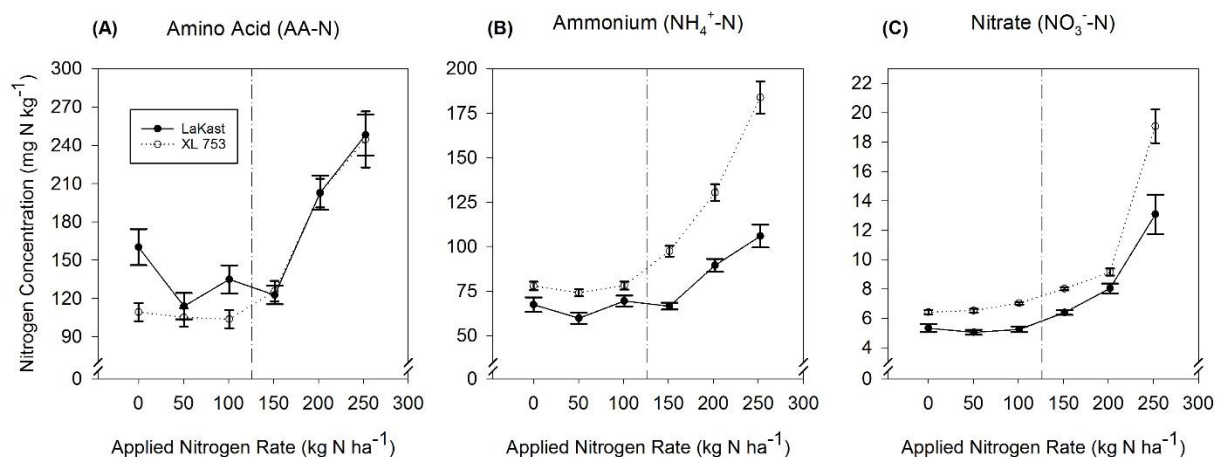 (A) Amino Acid (AA-N)
(B) Ammonium (NH₄⁺-N)
(C) Nitrate (NO₃⁻-N)
Nitrogen Concentration (mg N kg⁻¹)
300
270
240
210
180
150
120
90
0
LaKast
XL 753
0 50 100 150 200 250 300
Applied Nitrogen Rate (kg N ha⁻¹)
200
175
150
125
100
75
50
0
0 50 100 150 200 250 300
Applied Nitrogen Rate (kg N ha⁻¹)
22
20
18
16
14
12
10
8
6
4
0
0 50 100 150 200 250 300
Applied Nitrogen Rate (kg N ha⁻¹)